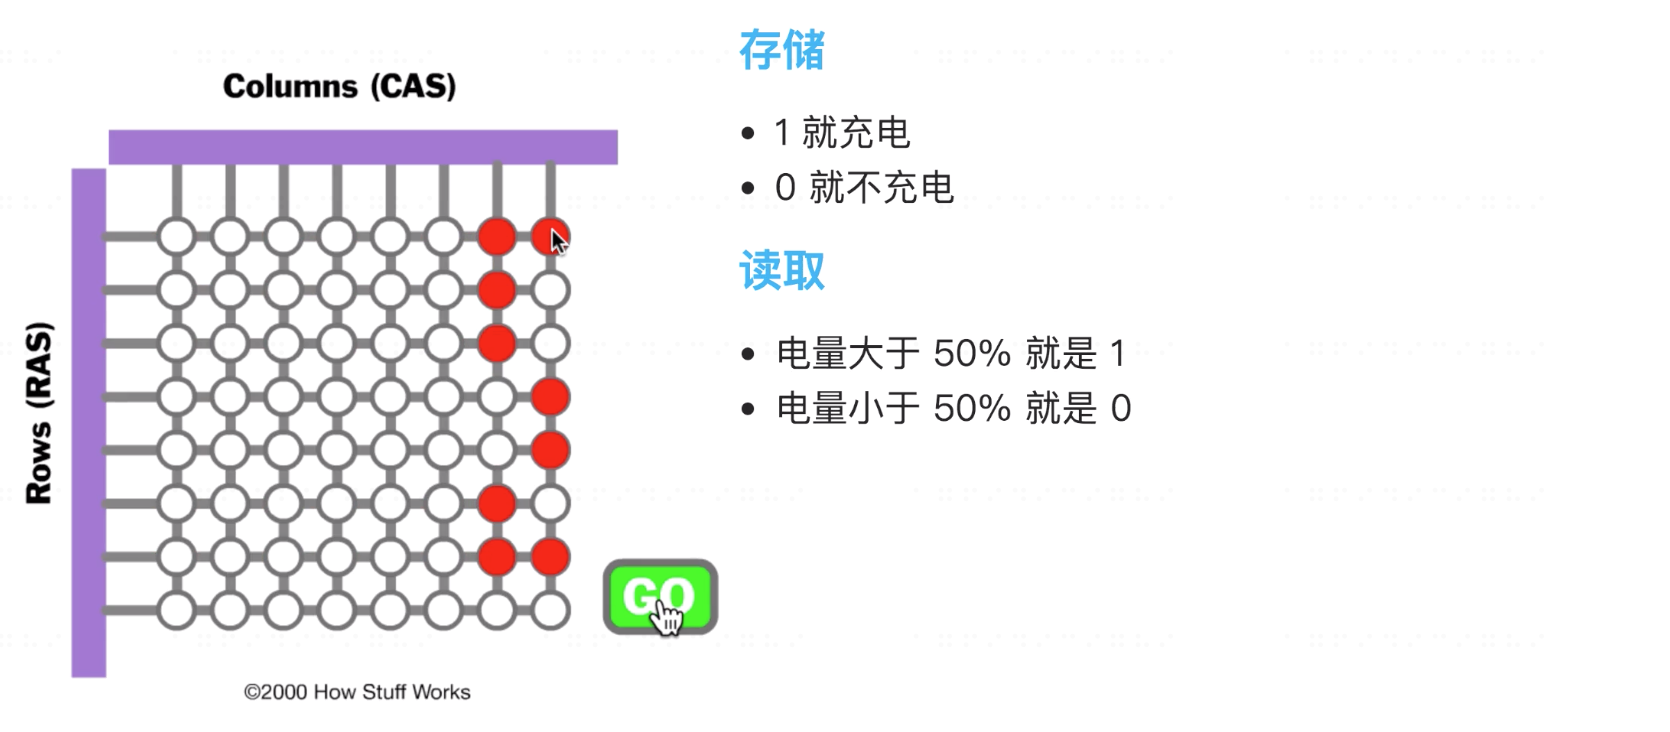 Columns (CAS)
Rows (RAS)
GO
©2000 How Stuff Works
存储
• 1 就充电
• 0 就不充电
读取
• 电量大于 50% 就是 1
• 电量小于 50% 就是 0